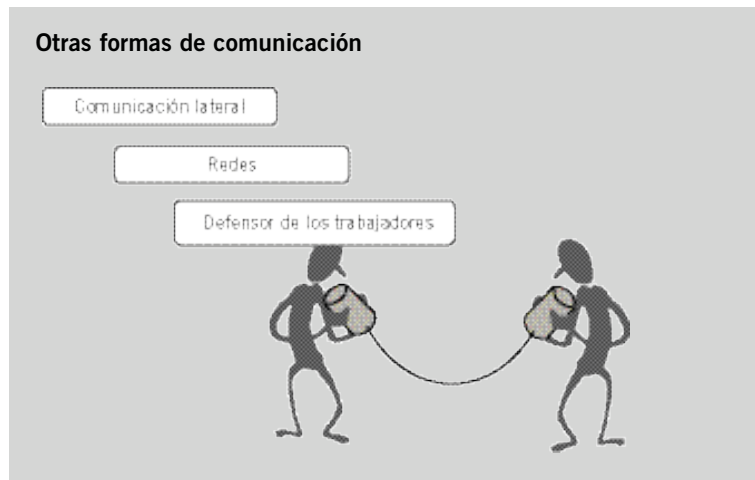 Otras formas de comunicación
Comunicación lateral
Redes
Defensor de los trabajadores